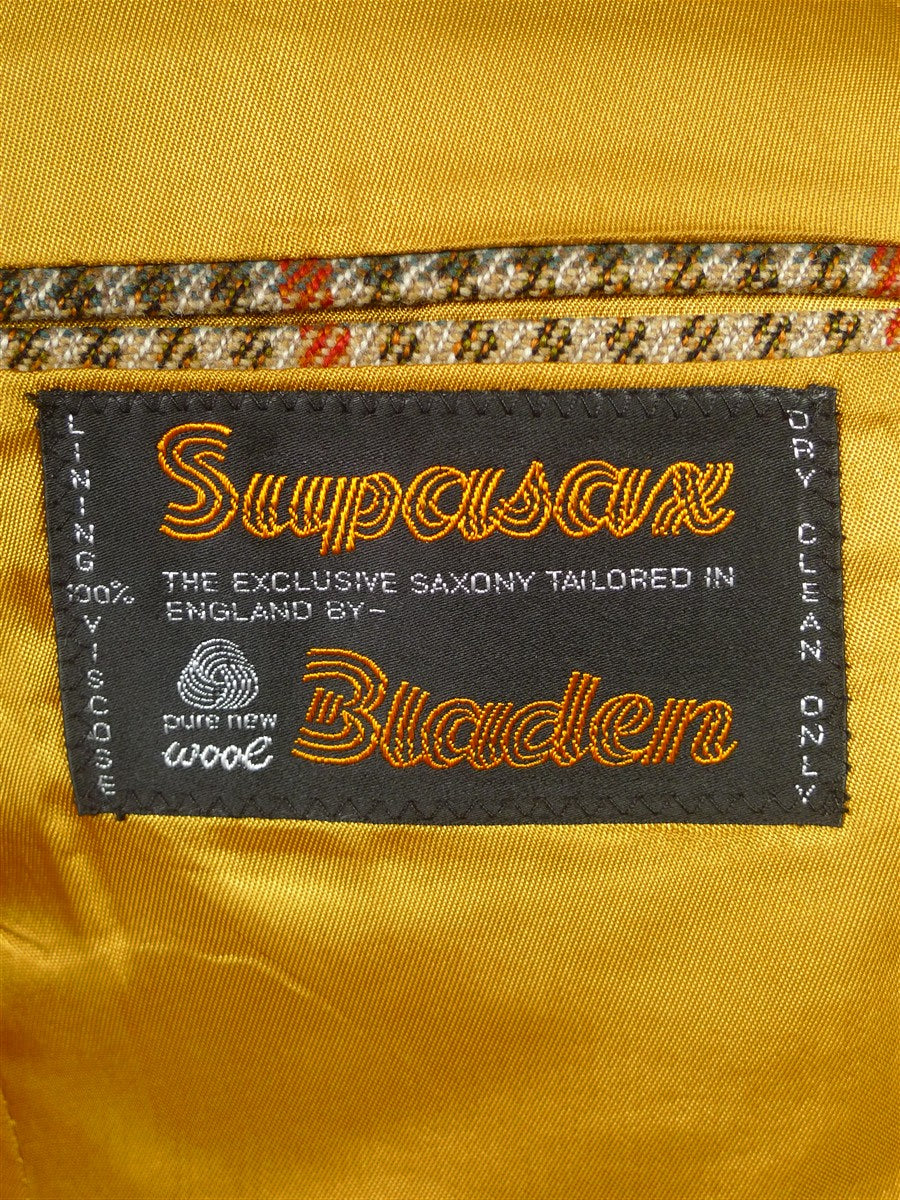 Supasax
THE EXCLUSIVE SAXONY TAILORED IN
ENGLAND BY-
pure new
wool
Bladen
LINING 100% VISCOSE
DRY CLEAN ONLY